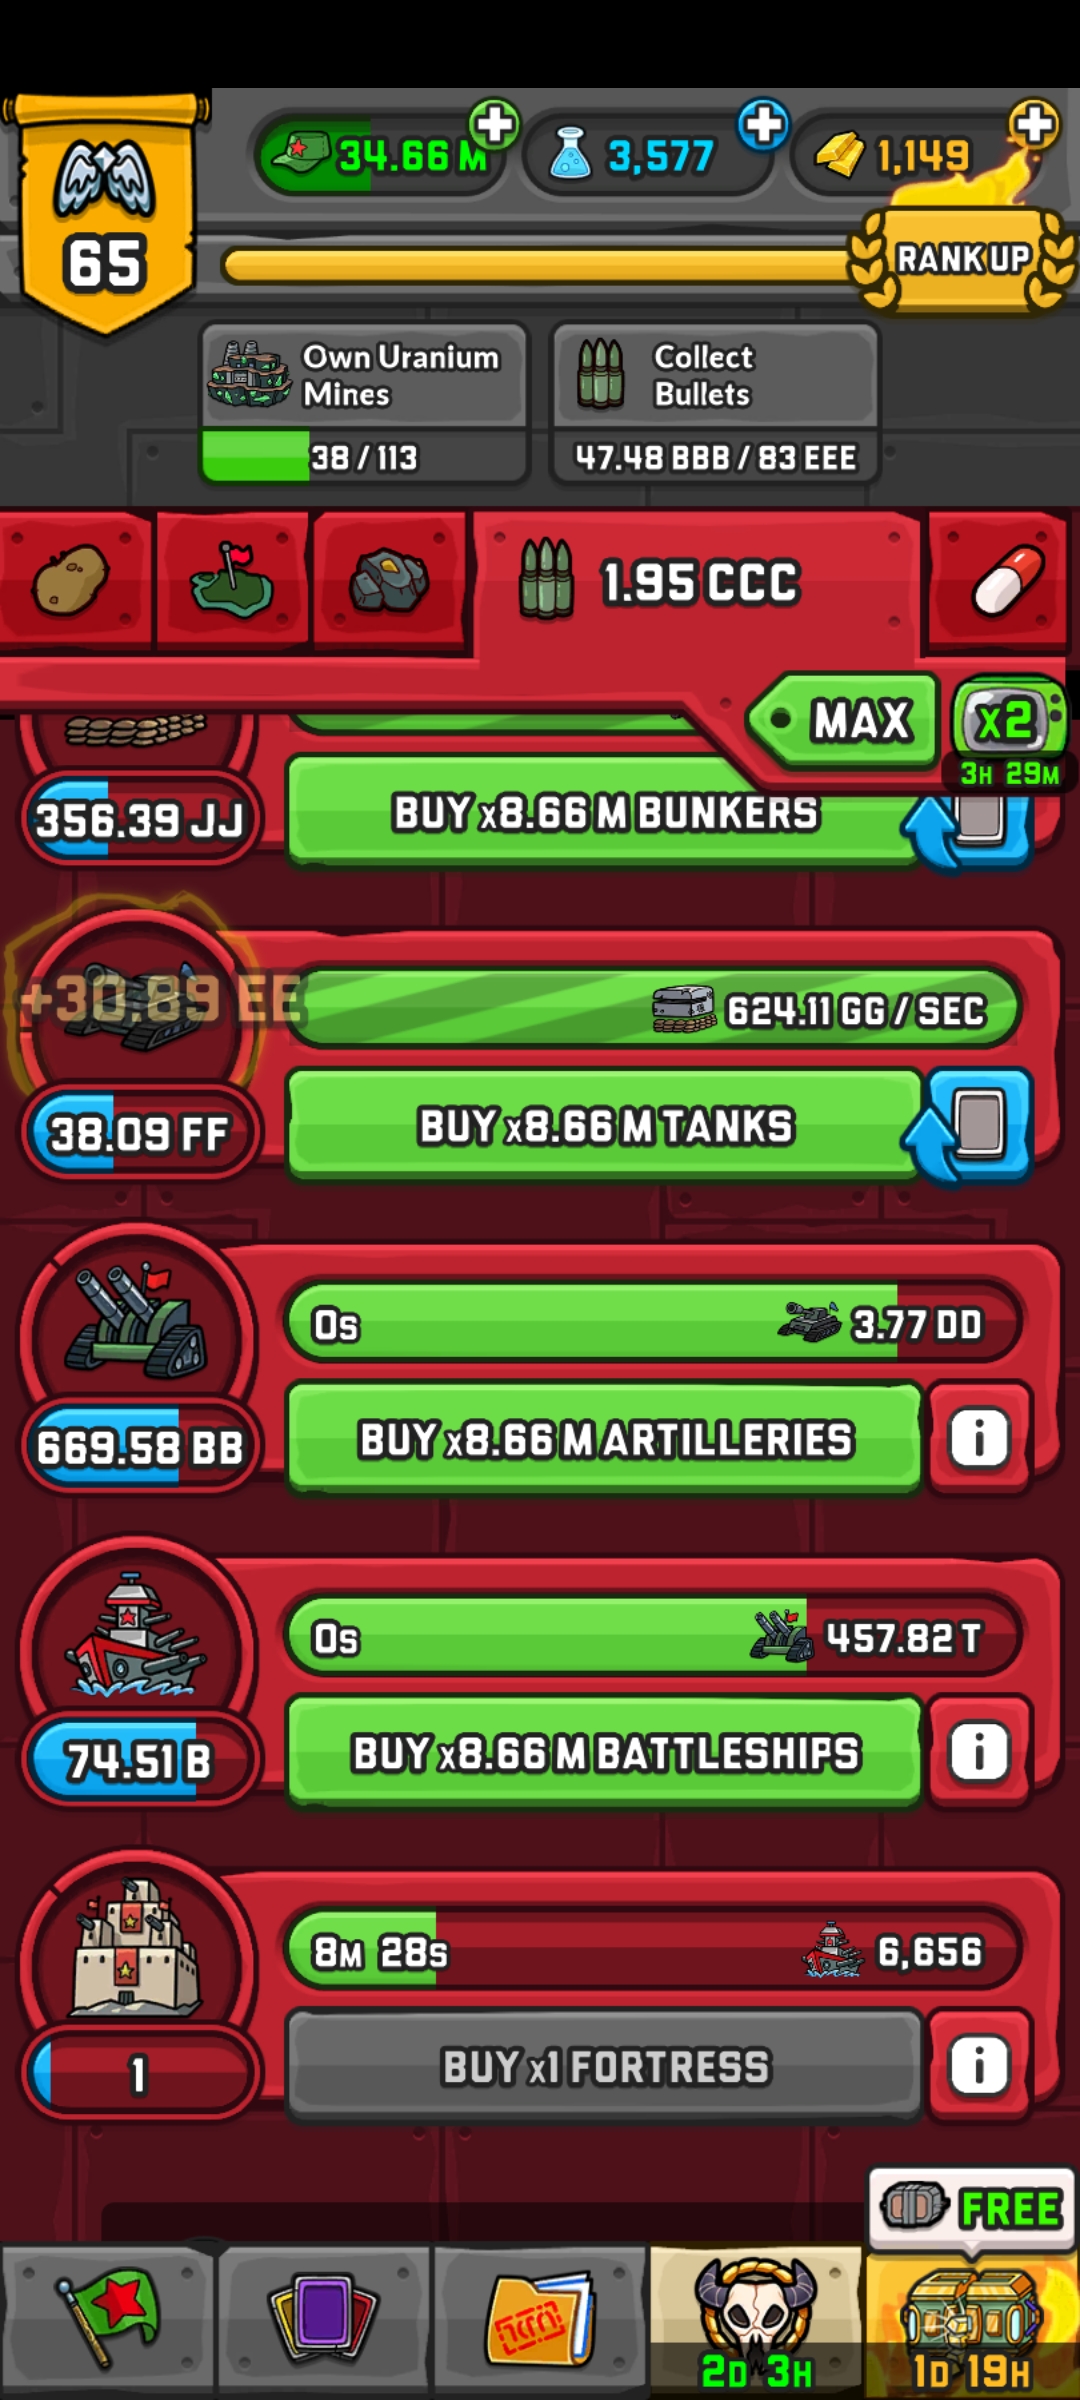 34.66 M
3,577
1,149
65
RANK UP
Own Uranium
Mines
38 / 113
Collect
Bullets
47.48 BBB / 83 EEE
1.95 CCC
MAX
x2
3H 29M
356.39 JJ
BUY x8.66 M BUNKERS
+30.89 EE
624.11 GG / SEC
38.09 FF
BUY x8.66 M TANKS
0s
3.77 DD
669.58 BB
BUY x8.66 M ARTILLERIES
i
0s
457.82 T
74.51 B
BUY x8.66 M BATTLESHIPS
i
8M 28S
6,656
1
BUY x1 FORTRESS
i
FREE
2D 3H
1D 19H